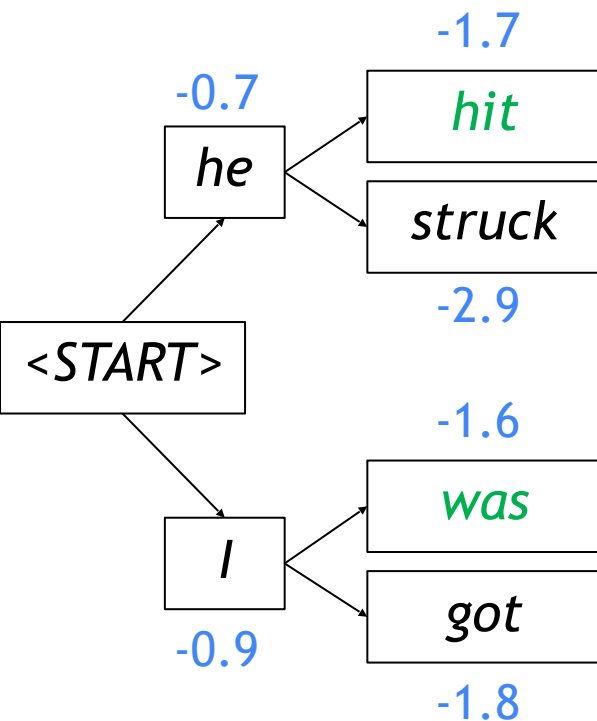 -1.7
-0.7
hit
he
struck
-2.9
<START>
-1.6
was
I
got
-0.9
-1.8